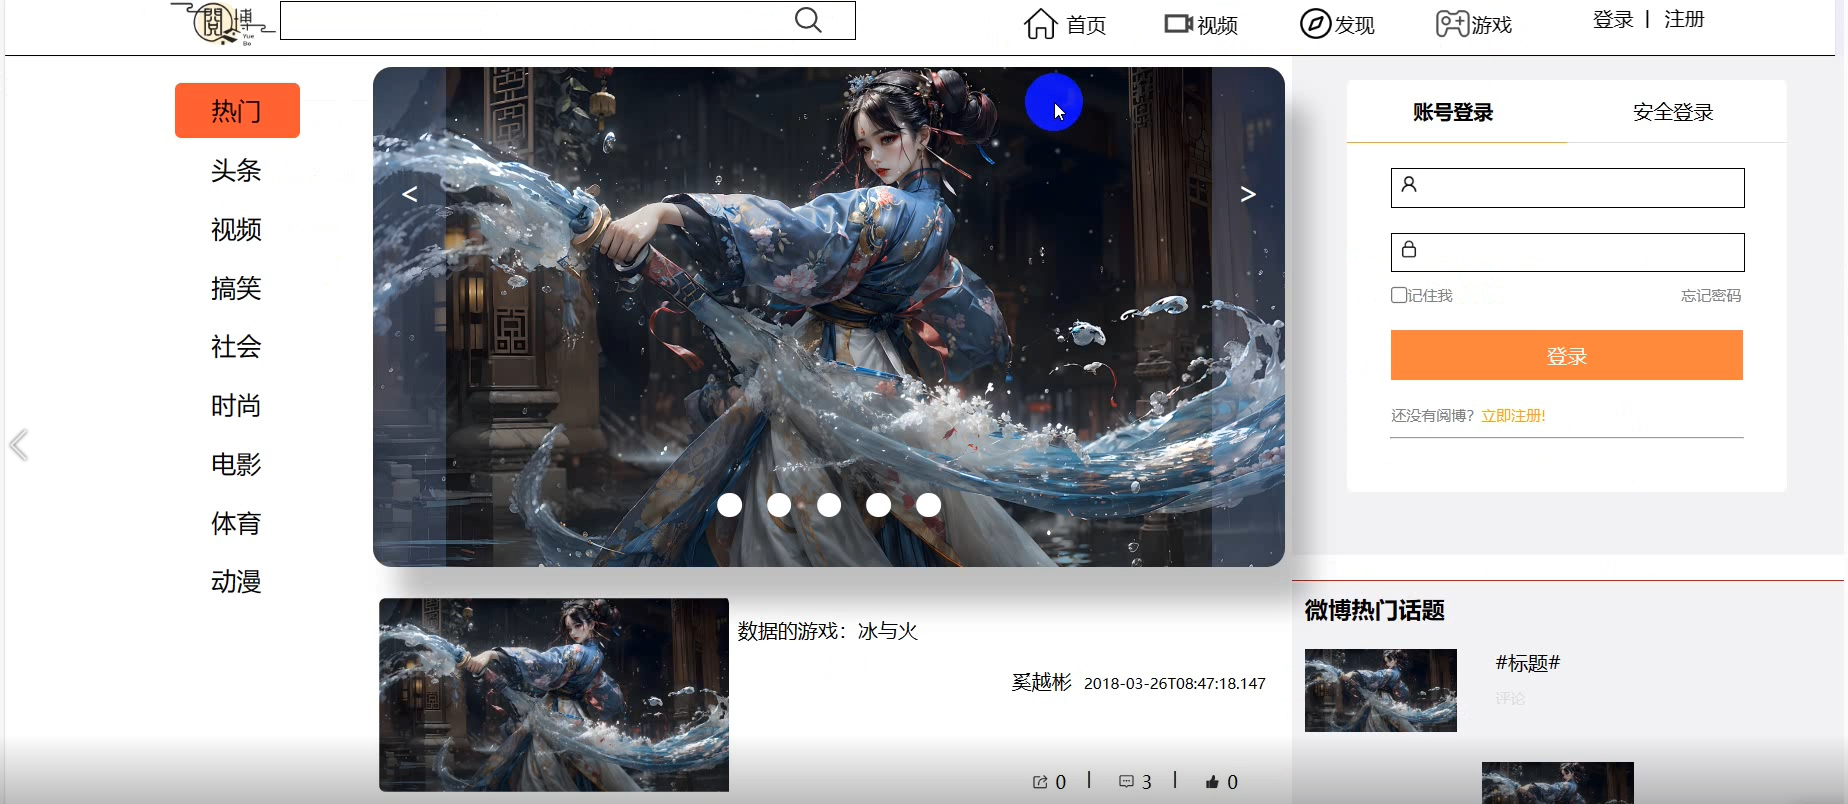 閲博
Yue
Bo
首页
视频
发现
游戏
登录 | 注册
热门
头条
视频
搞笑
社会
时尚
电影
体育
动漫
<
>
账号登录
安全登录
记住我
忘记密码
登录
还没有阅博? 立即注册!
数据的游戏：冰与火
奚越彬 2018-03-26T08:47:18.147
0 | 3 | 0
微博热门话题
#标题#
评论